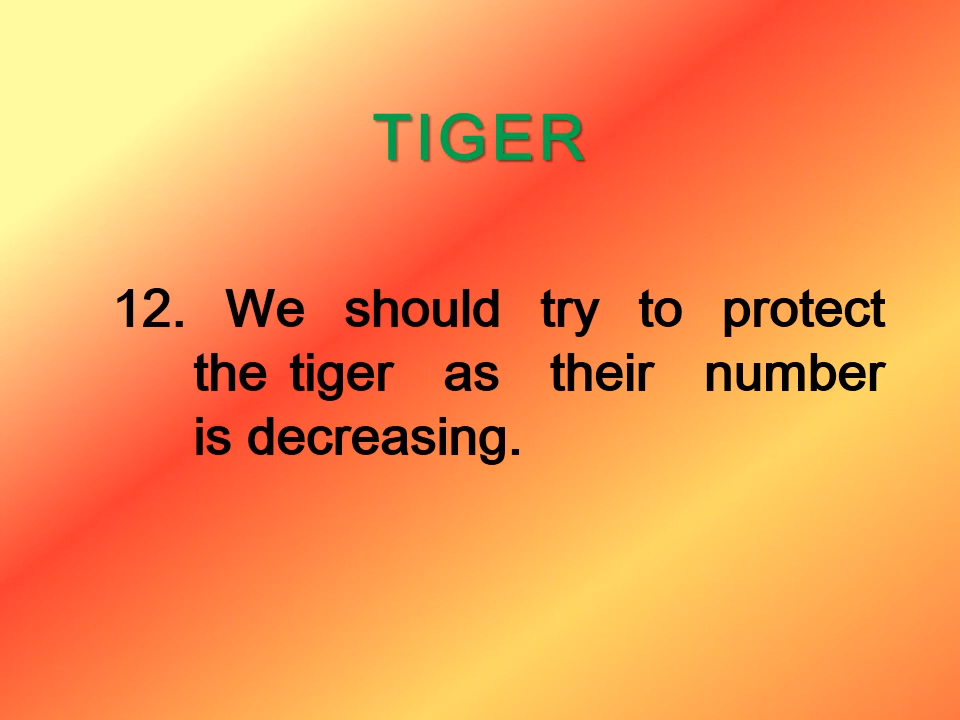 TIGER
12. We should try to protect
the tiger as their number
is decreasing.